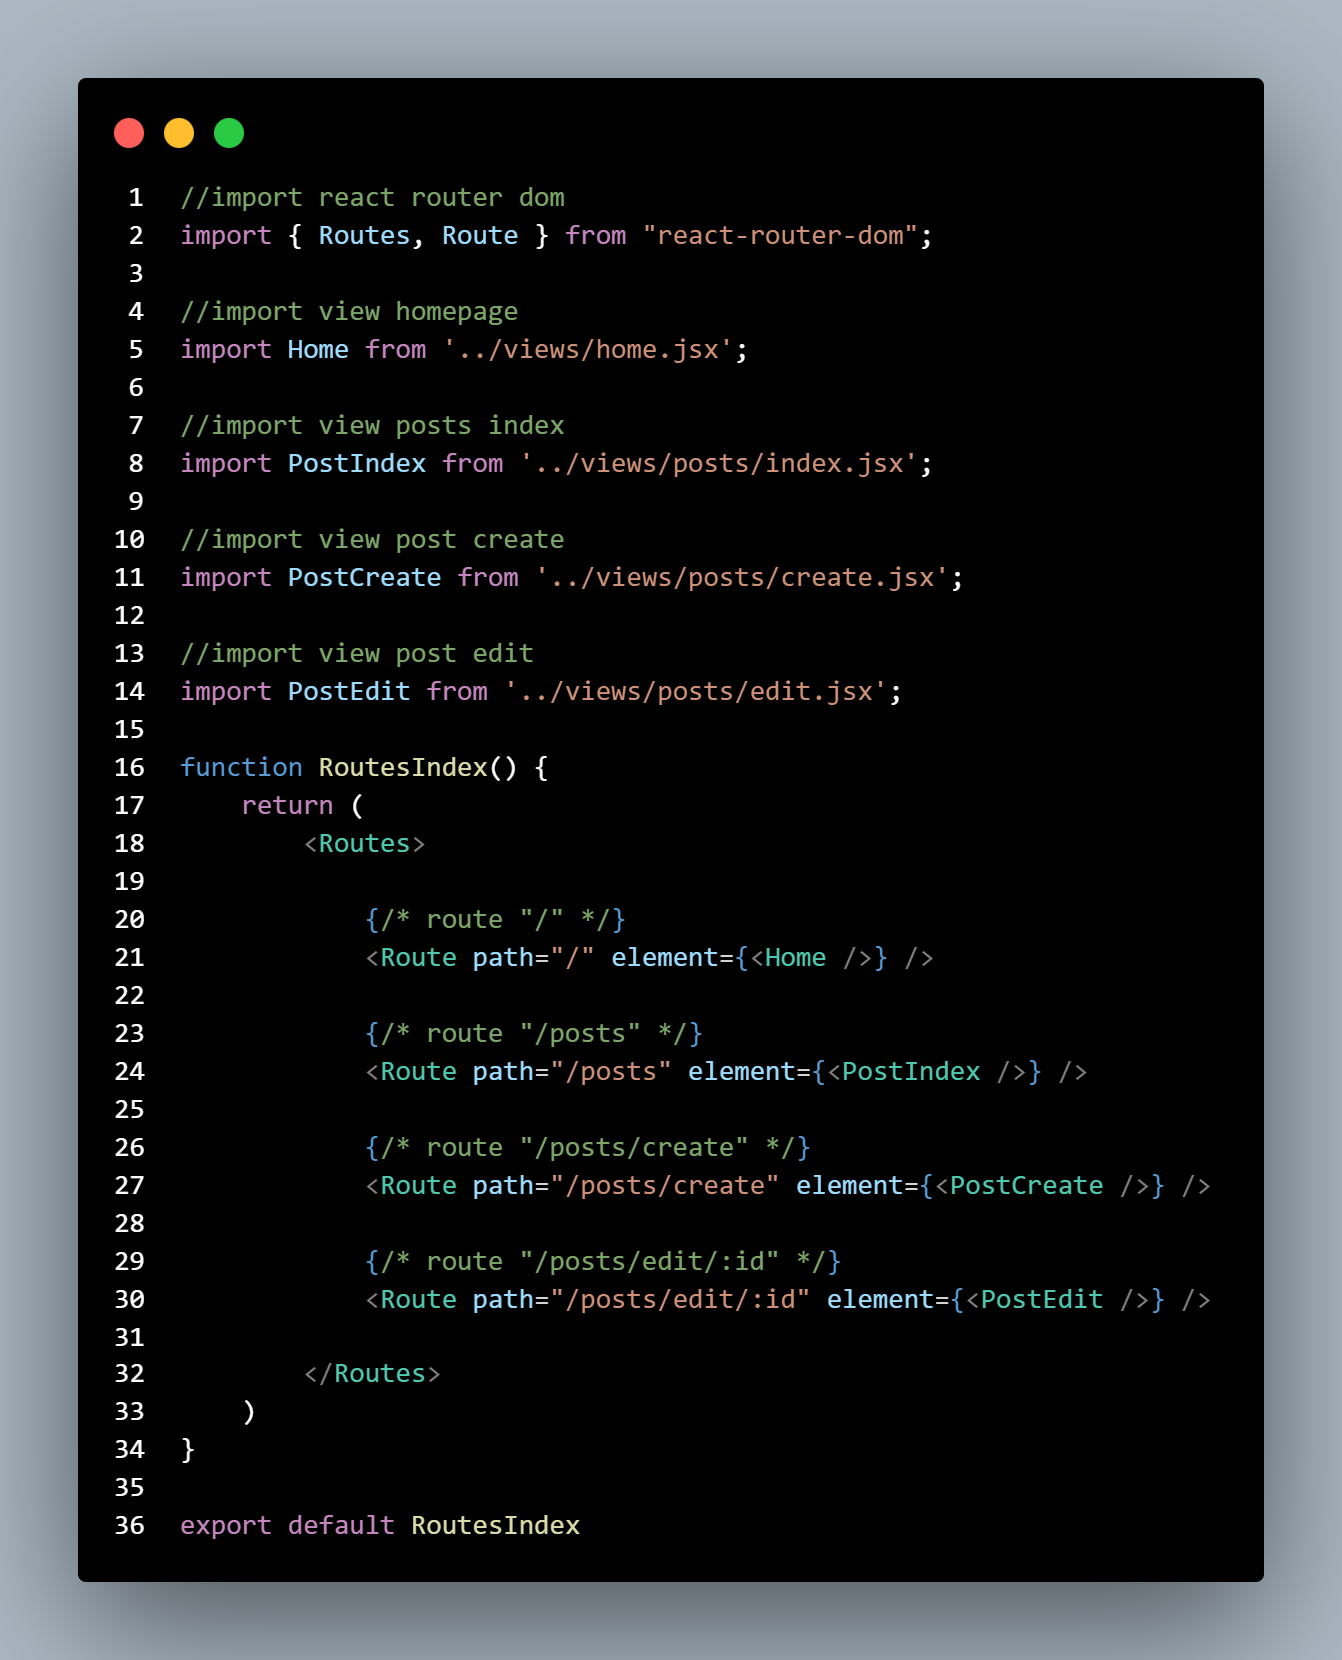 1 //import react router dom
2 import { Routes, Route } from "react-router-dom";
3
4 //import view homepage
5 import Home from '../views/home.jsx';
6
7 //import view posts index
8 import PostIndex from '../views/posts/index.jsx';
9
10 //import view post create
11 import PostCreate from '../views/posts/create.jsx';
12
13 //import view post edit
14 import PostEdit from '../views/posts/edit.jsx';
15
16 function RoutesIndex() {
17     return (
18         <Routes>
19
20             {/* route "/" */}
21             <Route path="/" element={<Home />} />
22
23             {/* route "/posts" */}
24             <Route path="/posts" element={<PostIndex />} />
25
26             {/* route "/posts/create" */}
27             <Route path="/posts/create" element={<PostCreate />} />
28
29             {/* route "/posts/edit/:id" */}
30             <Route path="/posts/edit/:id" element={<PostEdit />} />
31
32         </Routes>
33     )
34 }
35
36 export default RoutesIndex